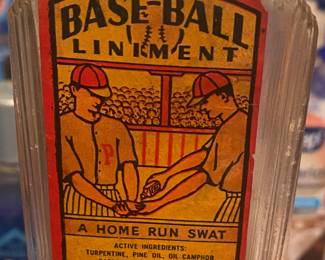 BASE-BALL
LINIMENT
P
A HOME RUN SWAT
ACTIVE INGREDIENTS:
TURPENTINE, PINE OIL, OIL CAMPHOR